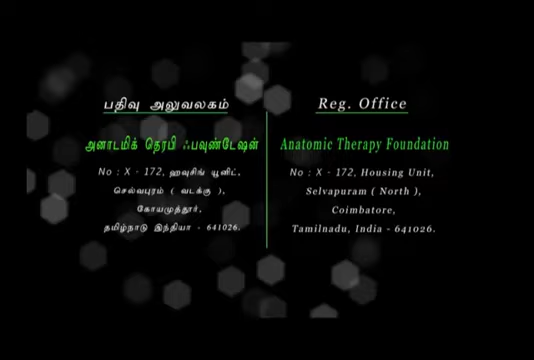 பதிவு அலுவலகம்
அனாடமிக் தெரபி ஃபவுண்டேஷன்
No : X - 172, ஹவுசிங் யூனிட்,
செல்வபுரம் ( வடக்கு ),
கோயமுத்தூர்,
தமிழ்நாடு இந்தியா - 641026.
Reg. Office
Anatomic Therapy Foundation
No : X - 172, Housing Unit,
Selvapuram ( North ),
Coimbatore,
Tamilnadu, India - 641026.